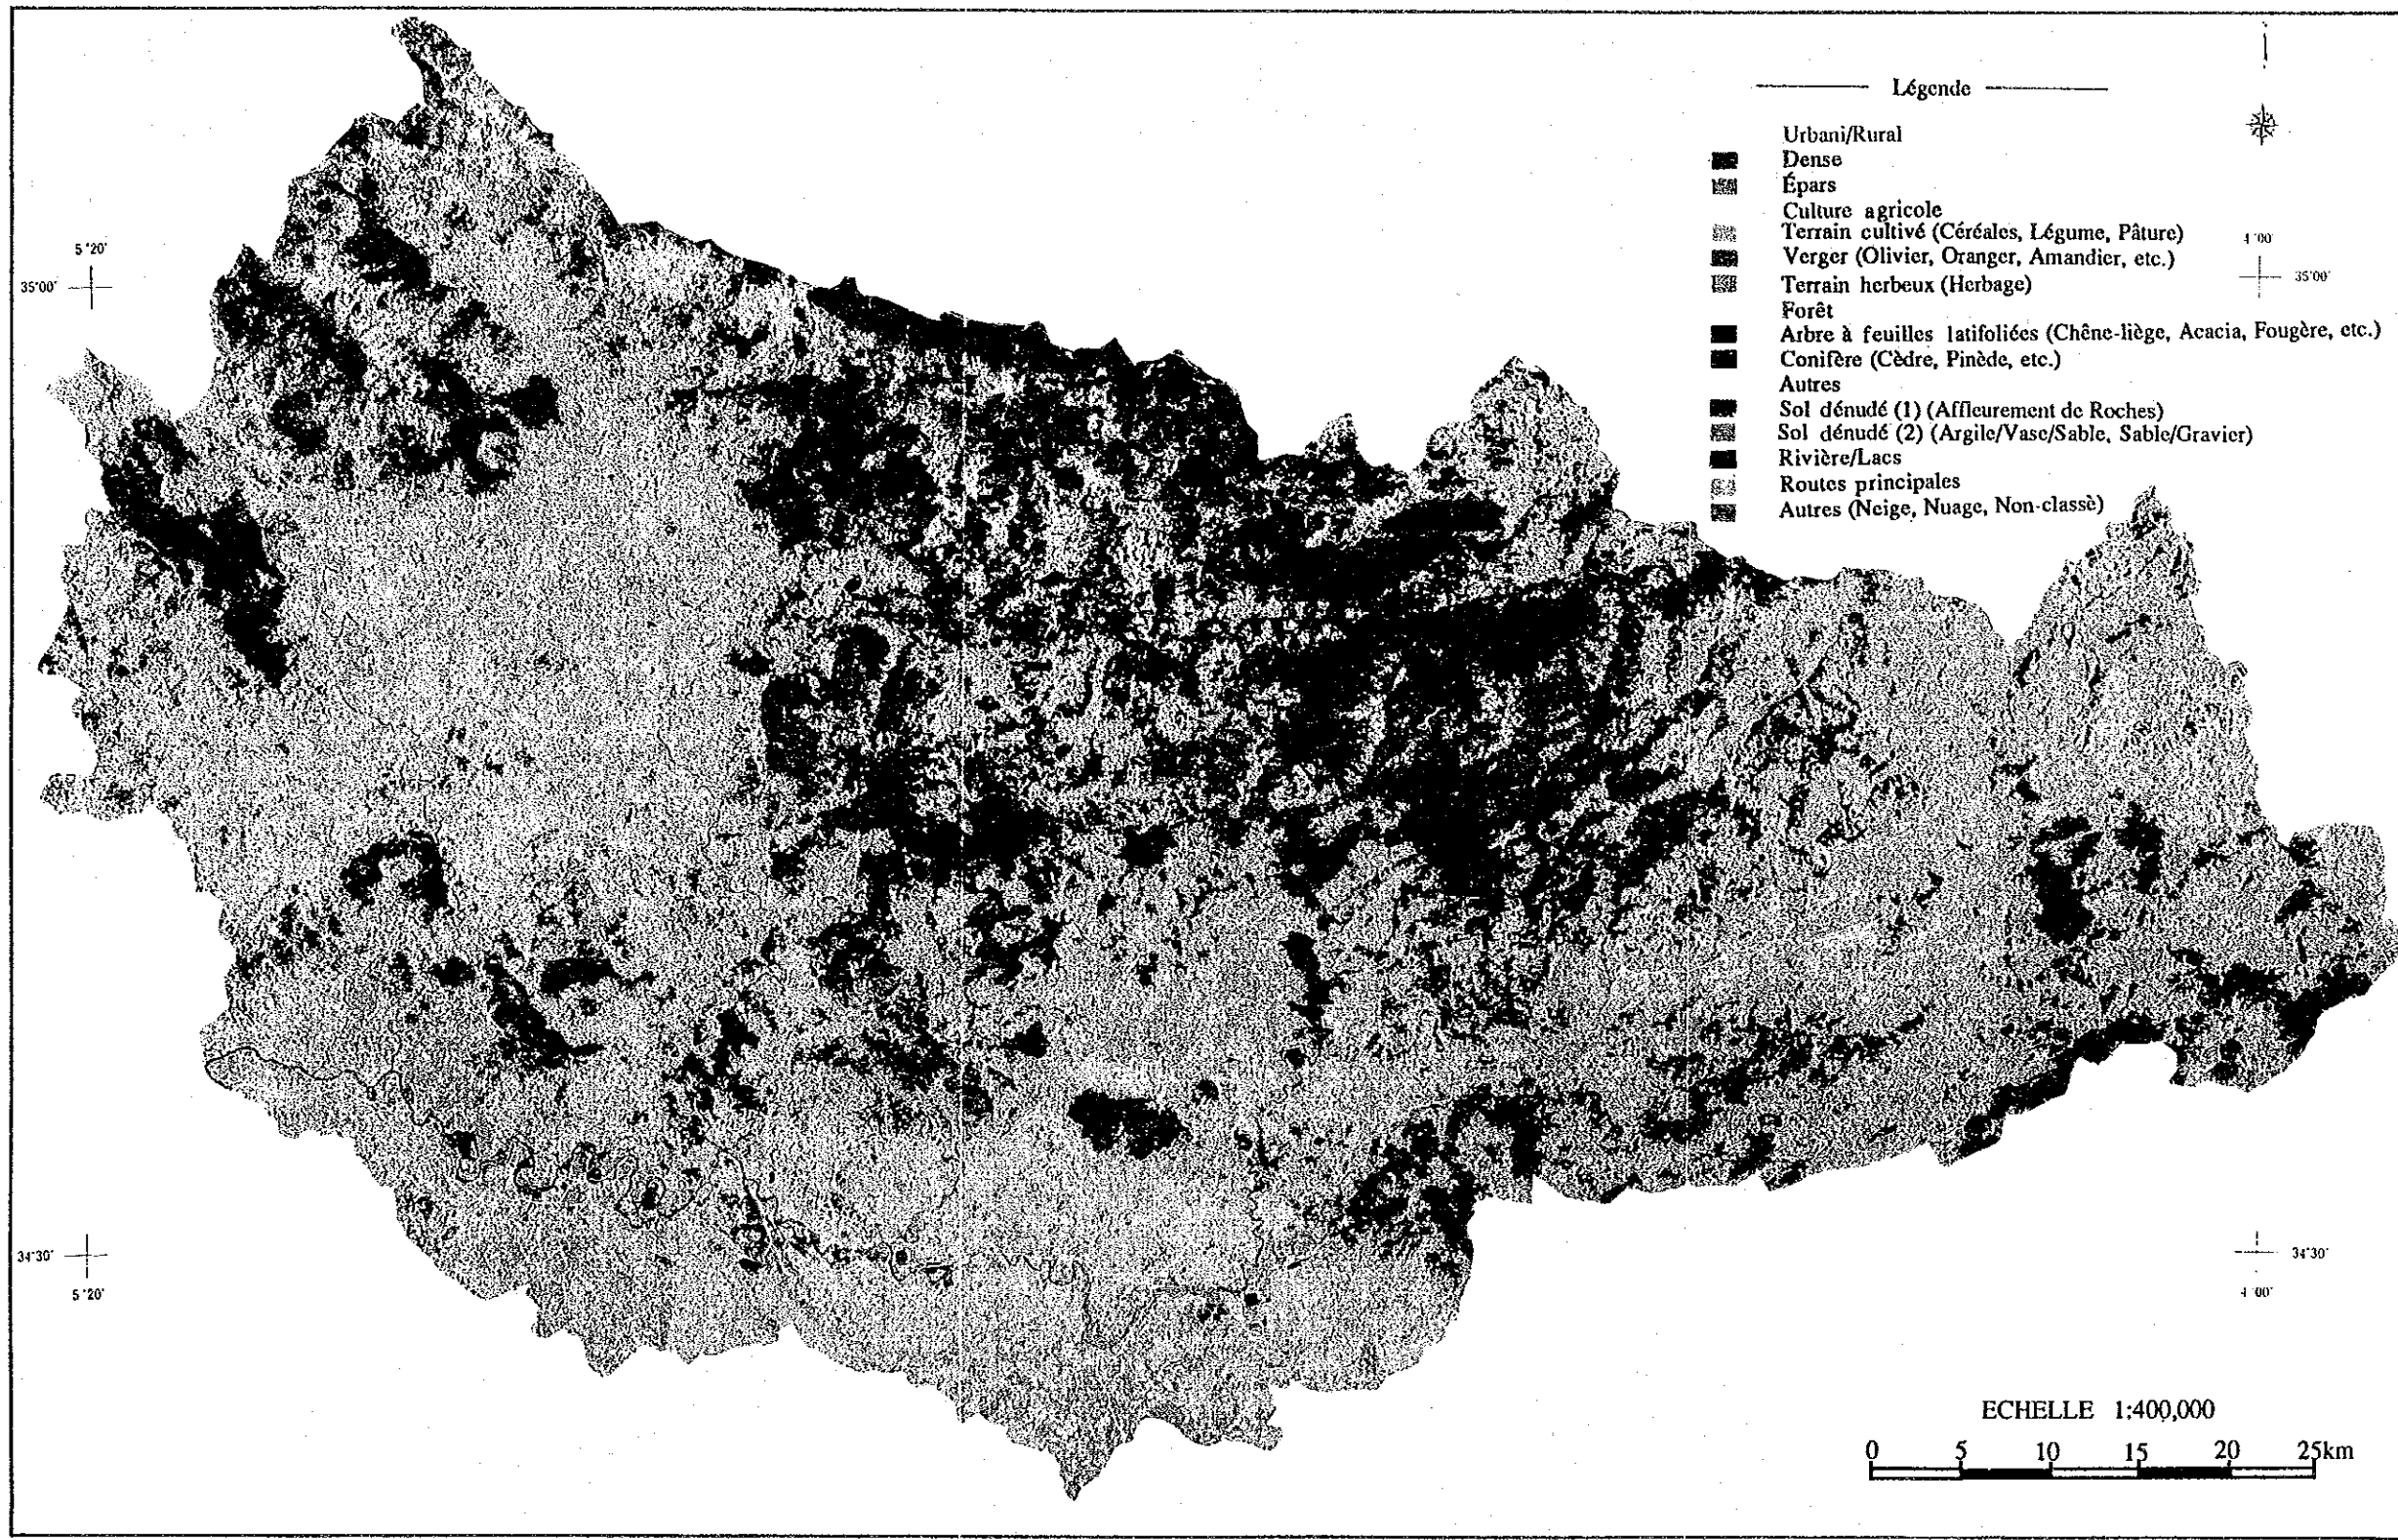 Légende
Urbani/Rural
Dense
Épars
Culture agricole
Terrain cultivé (Céréales, Légume, Pâture)
Verger (Olivier, Oranger, Amandier, etc.)
Terrain herbeux (Herbage)
Forêt
Arbre à feuilles latifoliées (Chêne-liège, Acacia, Fougère, etc.)
Conifère (Cèdre, Pinède, etc.)
Autres
Sol dénudé (1) (Affleurement de Roches)
Sol dénudé (2) (Argile/Vase/Sable, Sable/Gravier)
Rivière/Lacs
Routes principales
Autres (Neige, Nuage, Non-classè)
5°20'
35°00'
4°00'
35°00'
34°30'
5°20'
34°30'
4°00'
ECHELLE 1:400,000
0 5 10 15 20 25km